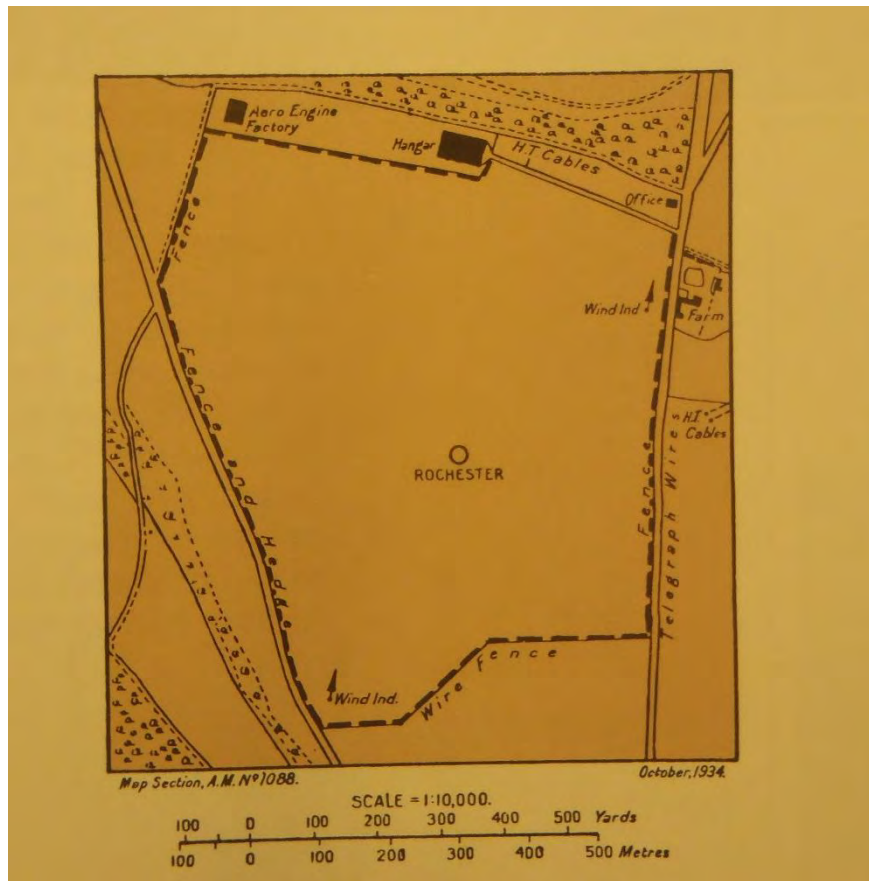 Aero Engine
Factory
Hangar
H.T Cables
Office
Fence
Wind Ind
Farm
Fence and Hedge
H.T.
Cables
ROCHESTER
Fence
Telegraph Wires
Wind Ind.
Wire Fence
Map Section, A.M. Nº1088.
October, 1934.
SCALE = 1:10,000.
100 0 100 200 300 400 500 Yards
100 0 100 200 300 400 500 Metres